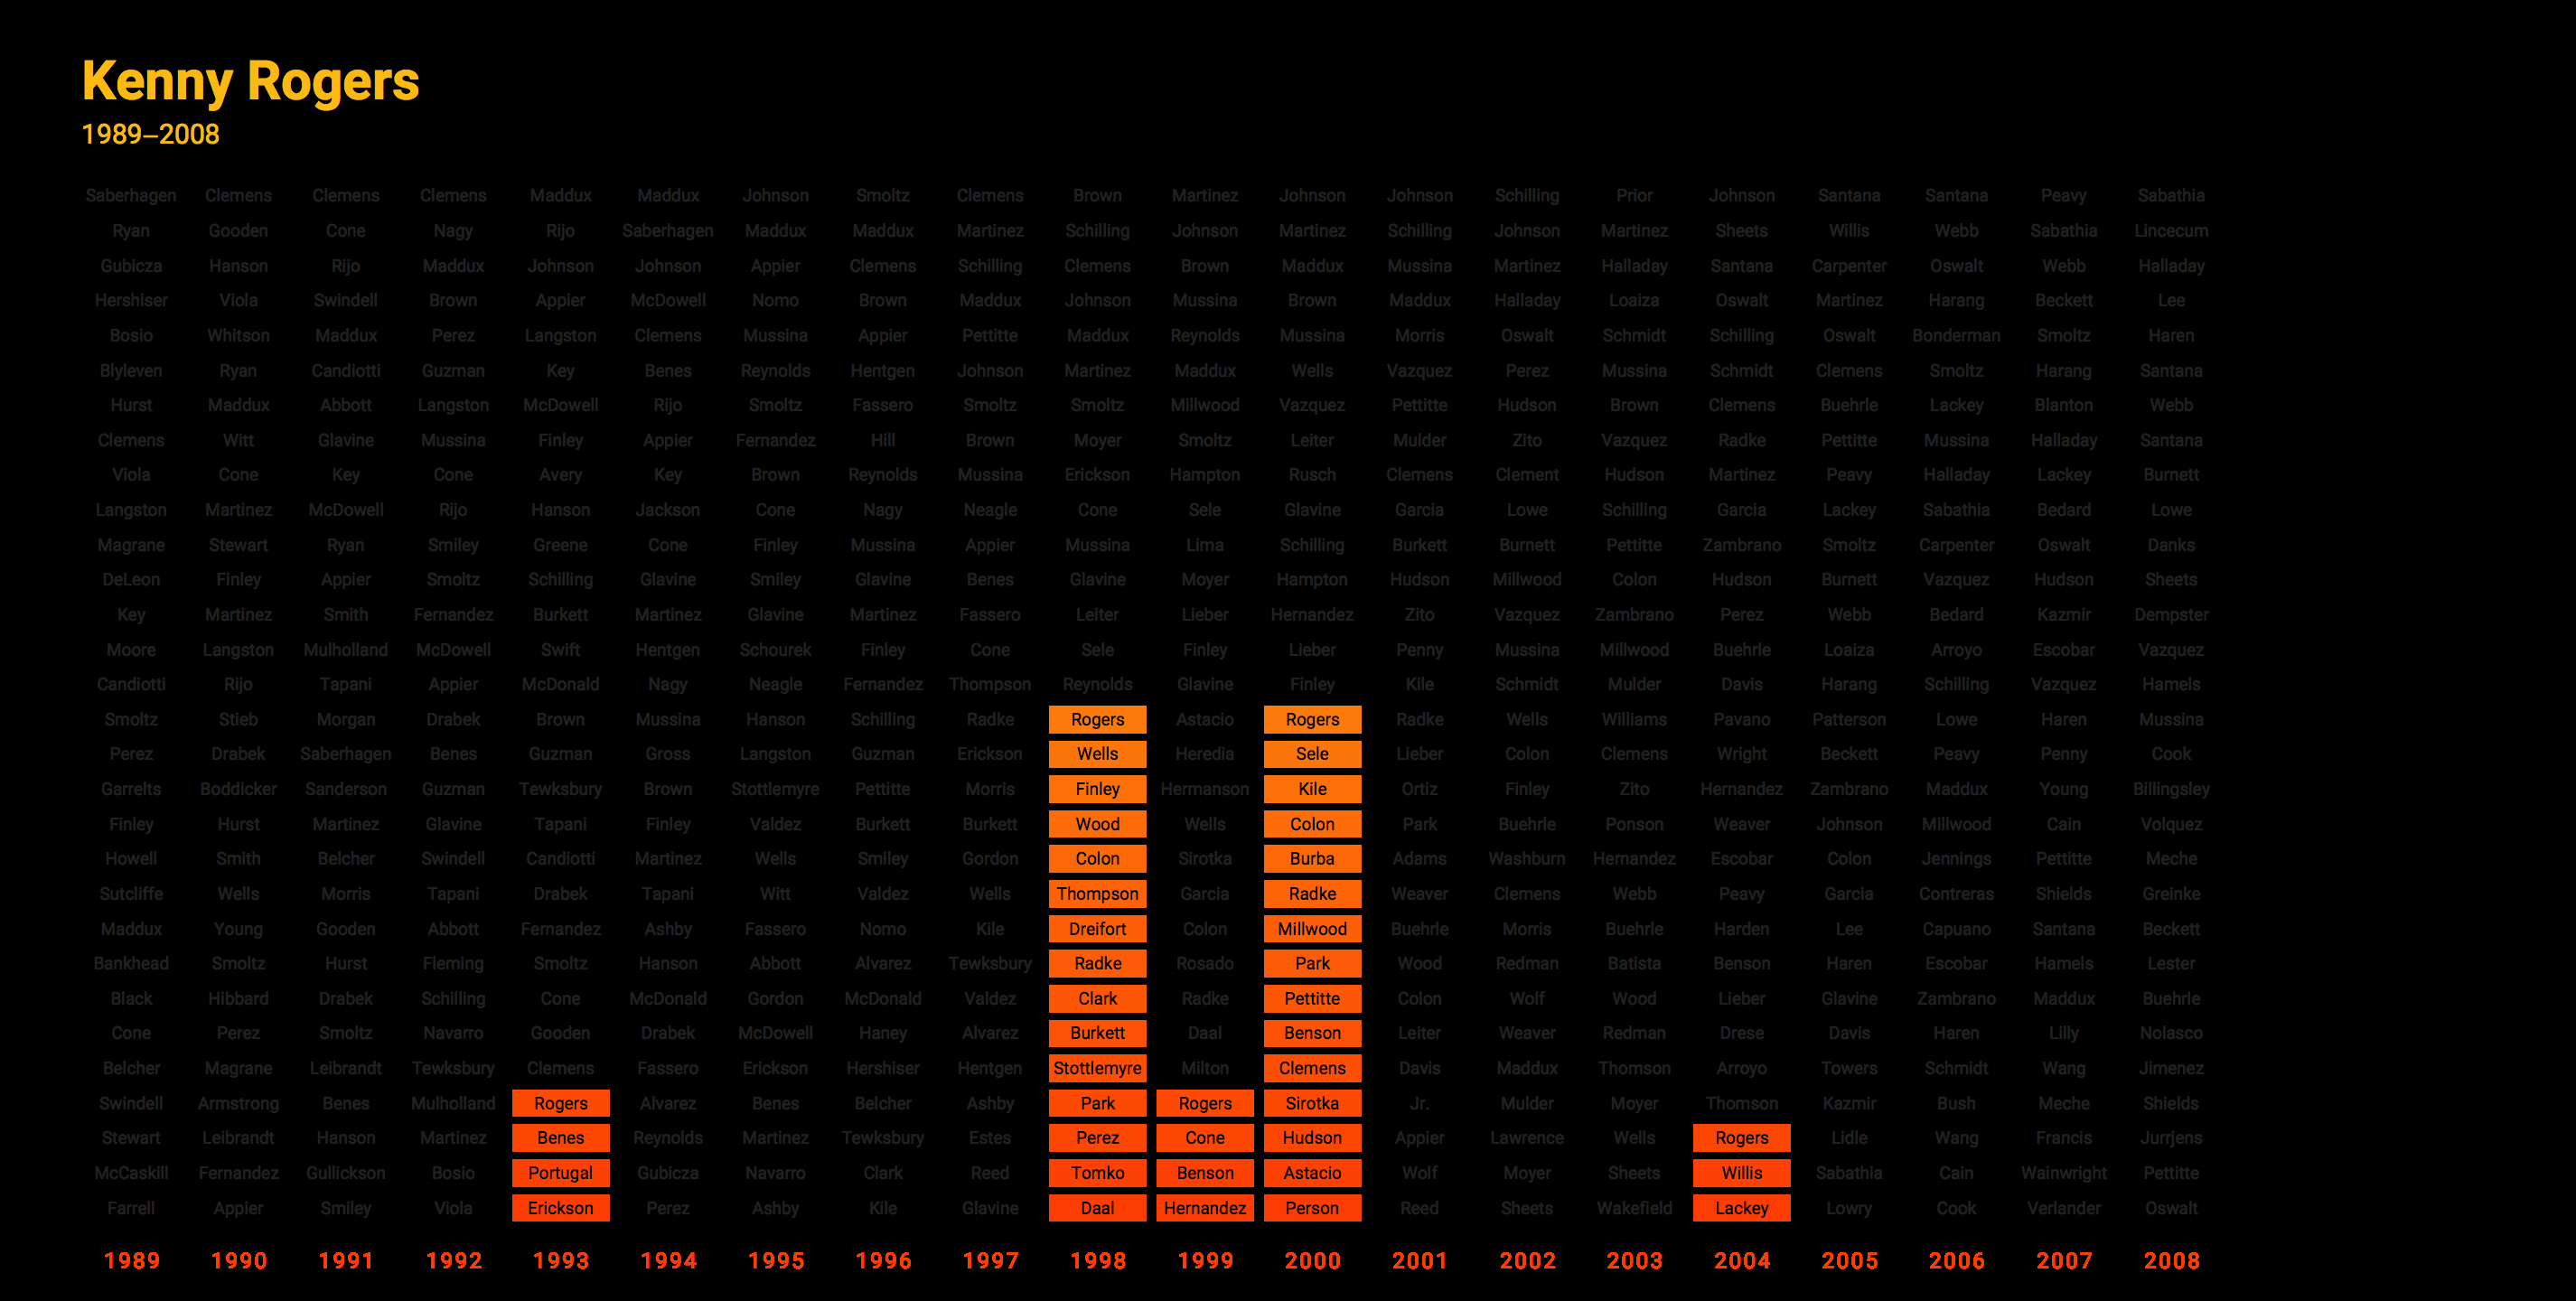 Kenny Rogers
1989–2008
Saberhagen Clemens Clemens Clemens Maddux Maddux Johnson Smoltz Clemens Brown Martinez Johnson Johnson Schilling Prior Johnson Santana Santana Peavy Sabathia
Ryan Gooden Cone Nagy Rijo Saberhagen Maddux Maddux Martinez Schilling Johnson Martinez Schilling Johnson Martinez Sheets Willis Webb Sabathia Lincecum
Gubicza Hanson Rijo Maddux Johnson Johnson Appier Clemens Schilling Clemens Brown Maddux Mussina Martinez Halladay Santana Carpenter Oswalt Webb Halladay
Hershiser Viola Swindell Brown Appier McDowell Nomo Brown Maddux Johnson Mussina Brown Maddux Halladay Loaiza Oswalt Martinez Harang Beckett Lee
Bosio Whitson Maddux Perez Langston Clemens Mussina Appier Pettitte Maddux Reynolds Mussina Morris Oswalt Schmidt Schilling Oswalt Bonderman Smoltz Haren
Blyleven Ryan Candiotti Guzman Key Benes Reynolds Hentgen Johnson Martinez Maddux Wells Vazquez Perez Mussina Schmidt Clemens Smoltz Harang Santana
Hurst Maddux Abbott Langston McDowell Rijo Smoltz Fassero Smoltz Smoltz Millwood Vazquez Pettitte Hudson Brown Clemens Buehrle Lackey Blanton Webb
Clemens Witt Glavine Mussina Finley Appier Fernandez Hill Brown Moyer Smoltz Leiter Mulder Zito Vazquez Radke Pettitte Mussina Halladay Santana
Viola Cone Key Cone Avery Key Brown Reynolds Mussina Erickson Hampton Rusch Clemens Clement Hudson Martinez Peavy Halladay Lackey Burnett
Langston Martinez McDowell Rijo Hanson Jackson Cone Nagy Neagle Cone Sele Glavine Garcia Lowe Schilling Garcia Lackey Sabathia Bedard Lowe
Magrane Stewart Ryan Smiley Greene Cone Finley Mussina Appier Mussina Lima Schilling Burkett Burnett Pettitte Zambrano Smoltz Carpenter Oswalt Danks
DeLeon Finley Appier Smoltz Schilling Glavine Smiley Glavine Benes Glavine Moyer Hampton Hudson Millwood Colon Hudson Burnett Vazquez Hudson Sheets
Key Martinez Smith Fernandez Burkett Martinez Glavine Martinez Fassero Leiter Lieber Hernandez Zito Vazquez Zambrano Perez Webb Bedard Kazmir Dempster
Moore Langston Mulholland McDowell Swift Hentgen Schourek Finley Cone Sele Finley Lieber Penny Mussina Millwood Buehrle Loaiza Arroyo Escobar Vazquez
Candiotti Rijo Tapani Appier McDonald Nagy Neagle Fernandez Thompson Reynolds Glavine Finley Kile Schmidt Mulder Davis Harang Schilling Vazquez Hamels
Smoltz Stieb Morgan Drabek Brown Mussina Hanson Schilling Radke Rogers Astacio Rogers Radke Wells Williams Pavano Patterson Lowe Haren Mussina
Perez Drabek Saberhagen Benes Guzman Gross Langston Guzman Erickson Wells Heredia Sele Lieber Colon Clemens Wright Beckett Peavy Penny Cook
Garrelts Boddicker Sanderson Guzman Tewksbury Brown Stottlemyre Pettitte Morris Finley Hermanson Kile Ortiz Finley Zito Hernandez Zambrano Maddux Young Billingsley
Finley Hurst Martinez Glavine Tapani Finley Valdez Burkett Burkett Wood Wells Colon Park Buehrle Ponson Weaver Johnson Millwood Cain Volquez
Howell Smith Belcher Swindell Candiotti Martinez Wells Smiley Gordon Colon Sirotka Burba Adams Washburn Hernandez Escobar Colon Jennings Pettitte Meche
Sutcliffe Wells Morris Tapani Drabek Tapani Witt Valdez Wells Thompson Garcia Radke Weaver Clemens Webb Peavy Garcia Contreras Shields Greinke
Maddux Young Gooden Abbott Fernandez Ashby Fassero Nomo Kile Dreifort Colon Millwood Buehrle Morris Buehrle Harden Lee Capuano Santana Beckett
Bankhead Smoltz Hurst Fleming Smoltz Hanson Abbott Alvarez Tewksbury Radke Rosado Park Wood Redman Batista Benson Haren Escobar Hamels Lester
Black Hibbard Drabek Schilling Cone McDonald Gordon McDonald Valdez Clark Radke Pettitte Colon Wolf Wood Lieber Glavine Zambrano Maddux Buehrle
Cone Perez Smoltz Navarro Gooden Drabek McDowell Haney Alvarez Burkett Daal Benson Leiter Weaver Redman Drese Davis Haren Lilly Nolasco
Belcher Magrane Leibrandt Tewksbury Clemens Fassero Erickson Hershiser Hentgen Stottlemyre Milton Clemens Davis Maddux Thomson Arroyo Towers Schmidt Wang Jimenez
Swindell Armstrong Benes Mulholland Rogers Alvarez Benes Belcher Ashby Park Rogers Sirotka Jr. Mulder Moyer Thomson Kazmir Bush Meche Shields
Stewart Leibrandt Hanson Martinez Benes Reynolds Martinez Tewksbury Estes Perez Cone Hudson Appier Lawrence Wells Rogers Lidle Wang Francis Jurrjens
McCaskill Fernandez Gullickson Bosio Portugal Gubicza Navarro Clark Reed Tomko Benson Astacio Wolf Moyer Sheets Willis Sabathia Cain Wainwright Pettitte
Farrell Appier Smiley Viola Erickson Perez Ashby Kile Glavine Daal Hernandez Person Reed Sheets Wakefield Lackey Lowry Cook Verlander Oswalt
1989 1990 1991 1992 1993 1994 1995 1996 1997 1998 1999 2000 2001 2002 2003 2004 2005 2006 2007 2008